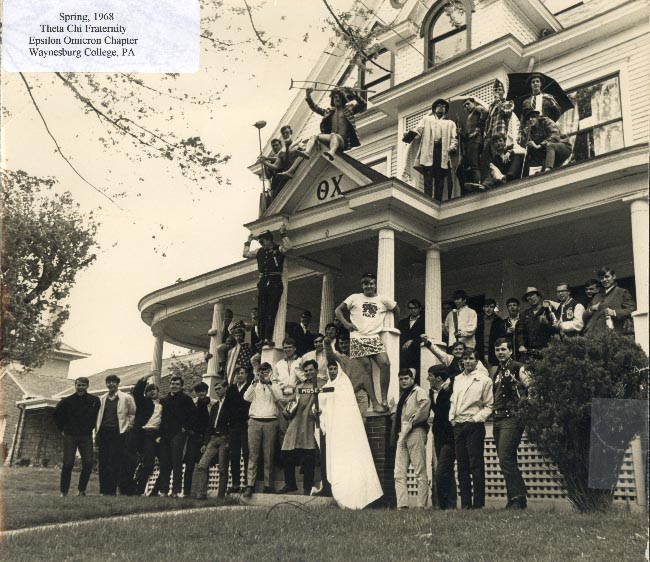 Spring, 1968
Theta Chi Fraternity
Epsilon Omicron Chapter
Waynesburg College, PA
ΘΧ